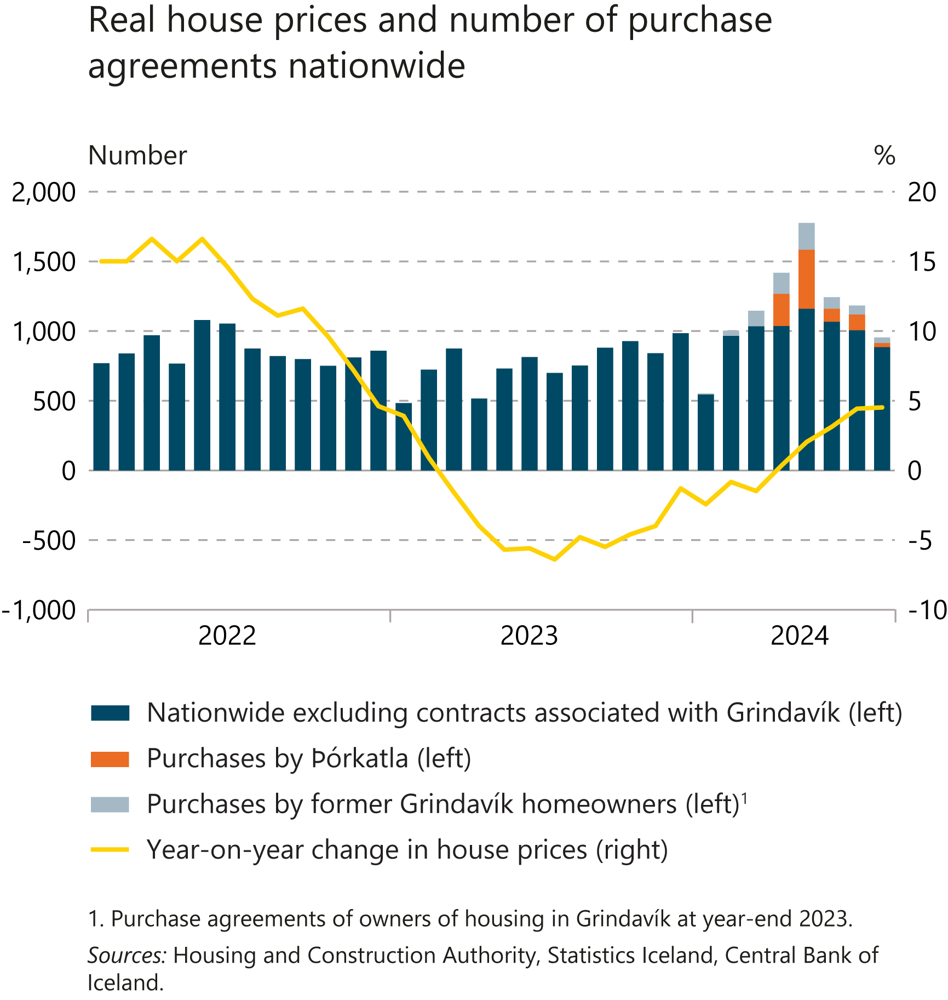 Real house prices and number of purchase
agreements nationwide
Number
%
2,000
20
1,500
15
1,000
10
500
5
0
0
-500
-5
-1,000
-10
2022
2023
2024
Nationwide excluding contracts associated with Grindavík (left)
Purchases by Þórkatla (left)
Purchases by former Grindavík homeowners (left)¹
Year-on-year change in house prices (right)
1. Purchase agreements of owners of housing in Grindavík at year-end 2023.
Sources: Housing and Construction Authority, Statistics Iceland, Central Bank of
Iceland.